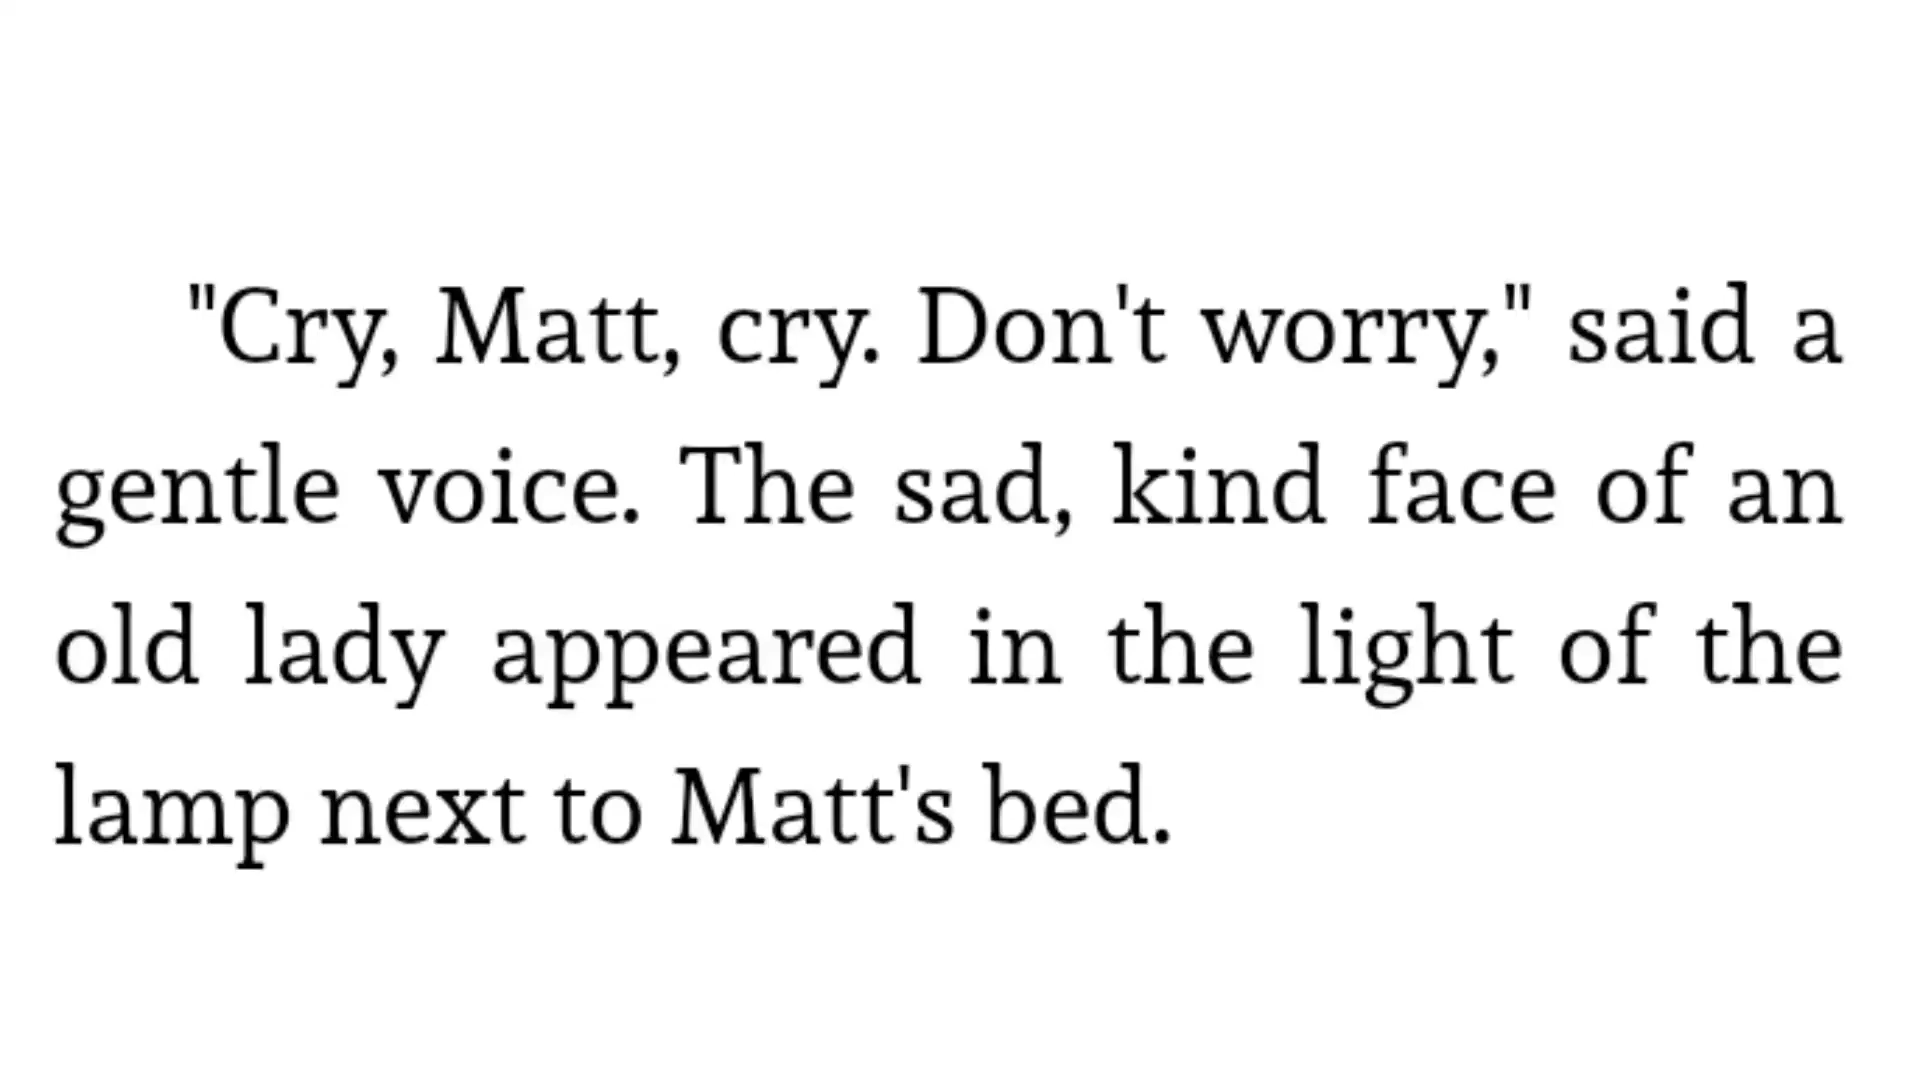 "Cry, Matt, cry. Don't worry," said a
gentle voice. The sad, kind face of an
old lady appeared in the light of the
lamp next to Matt's bed.